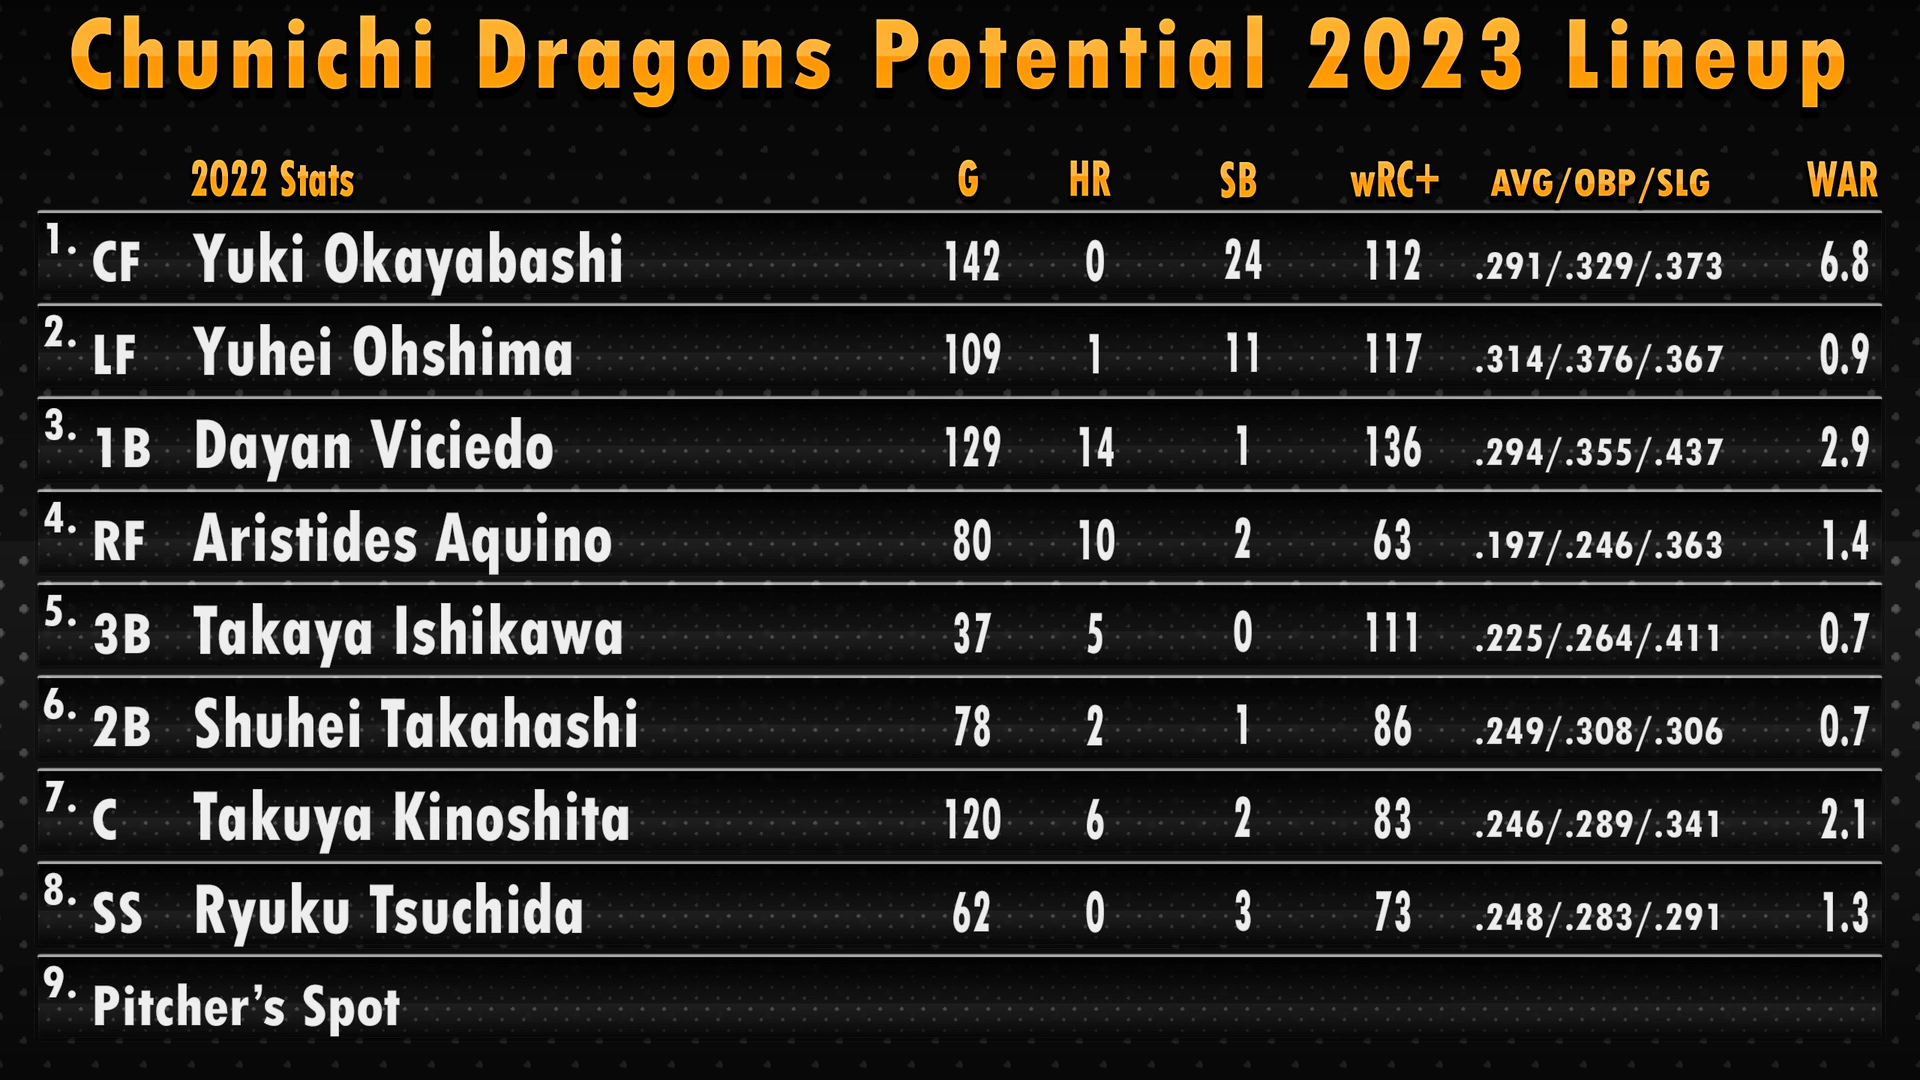 Chunichi Dragons Potential 2023 Lineup
2022 Stats G HR SB wRC+ AVG/OBP/SLG WAR
1. CF Yuki Okayabashi 142 0 24 112 .291/.329/.373 6.8
2. LF Yuhei Ohshima 109 1 11 117 .314/.376/.367 0.9
3. 1B Dayan Viciedo 129 14 1 136 .294/.355/.437 2.9
4. RF Aristides Aquino 80 10 2 63 .197/.246/.363 1.4
5. 3B Takaya Ishikawa 37 5 0 111 .225/.264/.411 0.7
6. 2B Shuhei Takahashi 78 2 1 86 .249/.308/.306 0.7
7. C Takuya Kinoshita 120 6 2 83 .246/.289/.341 2.1
8. SS Ryuku Tsuchida 62 0 3 73 .248/.283/.291 1.3
9. Pitcher’s Spot